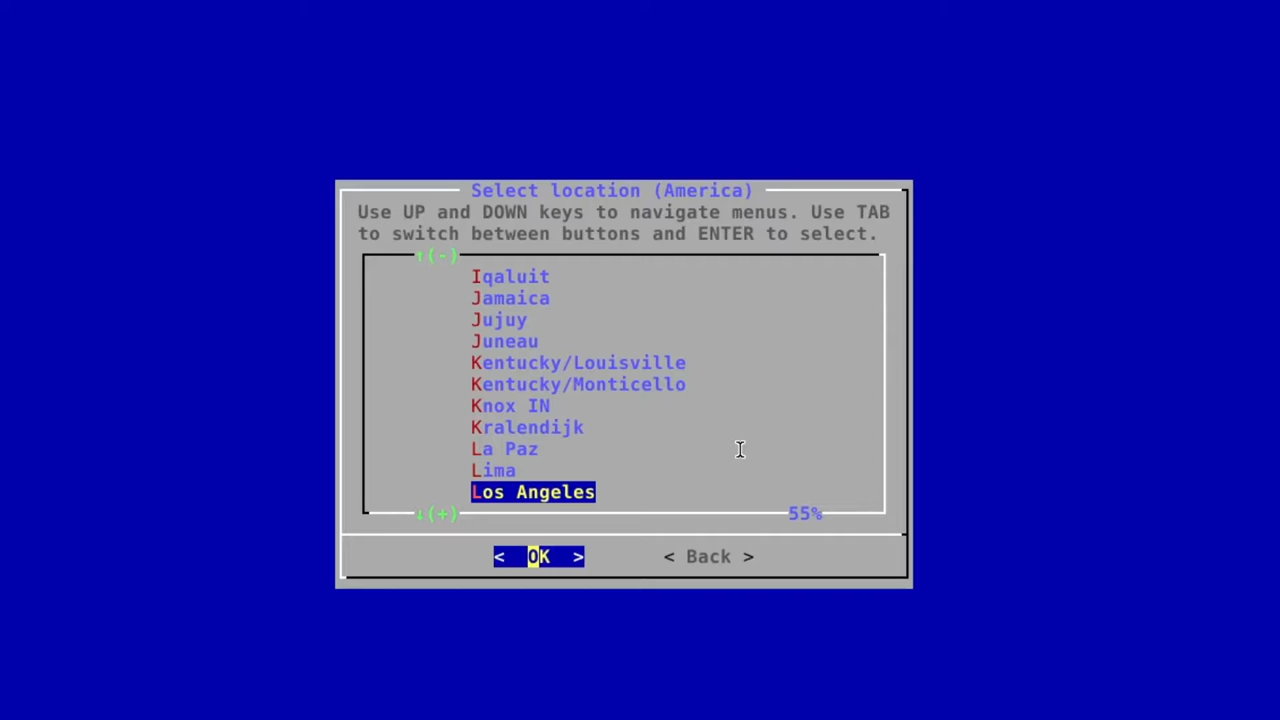 Select location (America)
Use UP and DOWN keys to navigate menus. Use TAB
to switch between buttons and ENTER to select.
↑(-)
Iqaluit
Jamaica
Jujuy
Juneau
Kentucky/Louisville
Kentucky/Monticello
Knox IN
Kralendijk
La Paz
Lima
Los Angeles
↓(+) 55%
< OK > < Back >